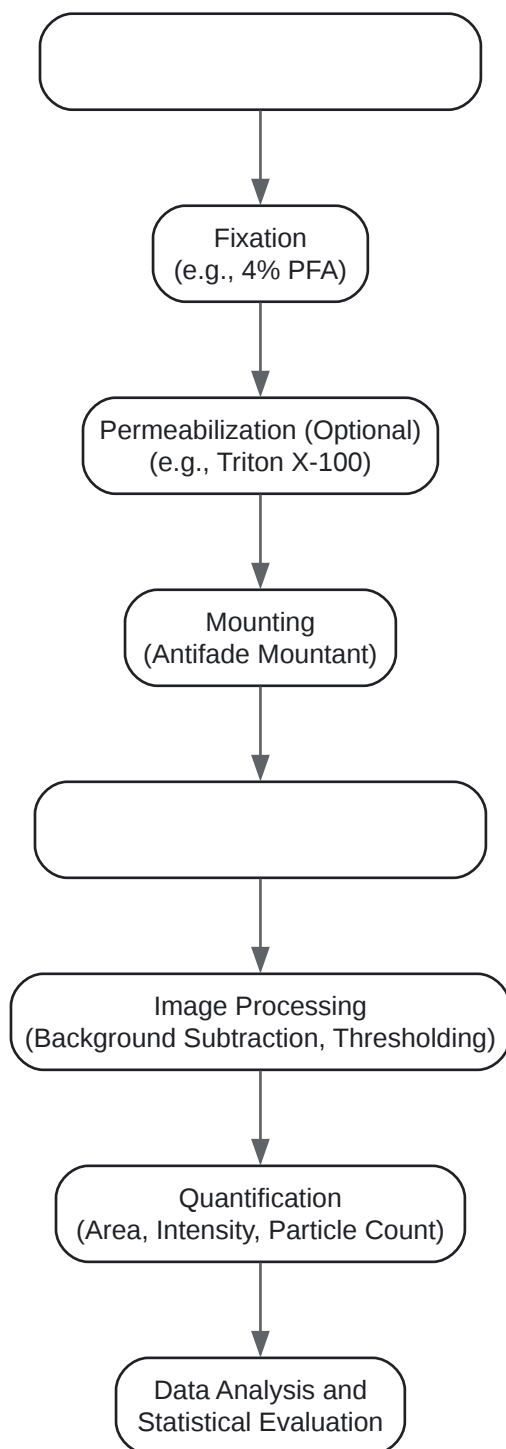 Fixation
(e.g., 4% PFA)
Permeabilization (Optional)
(e.g., Triton X-100)
Mounting
(Antifade Mountant)
Image Processing
(Background Subtraction, Thresholding)
Quantification
(Area, Intensity, Particle Count)
Data Analysis and
Statistical Evaluation